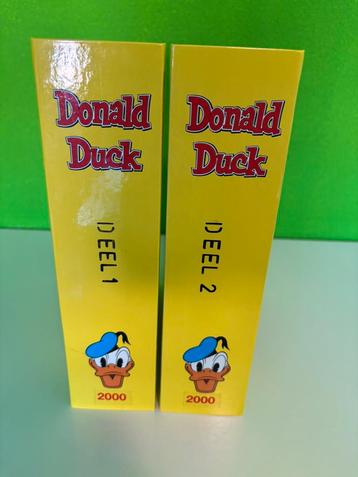 Donald
Duck
DEEL 1
2000
Donald
Duck
DEEL 2
2000